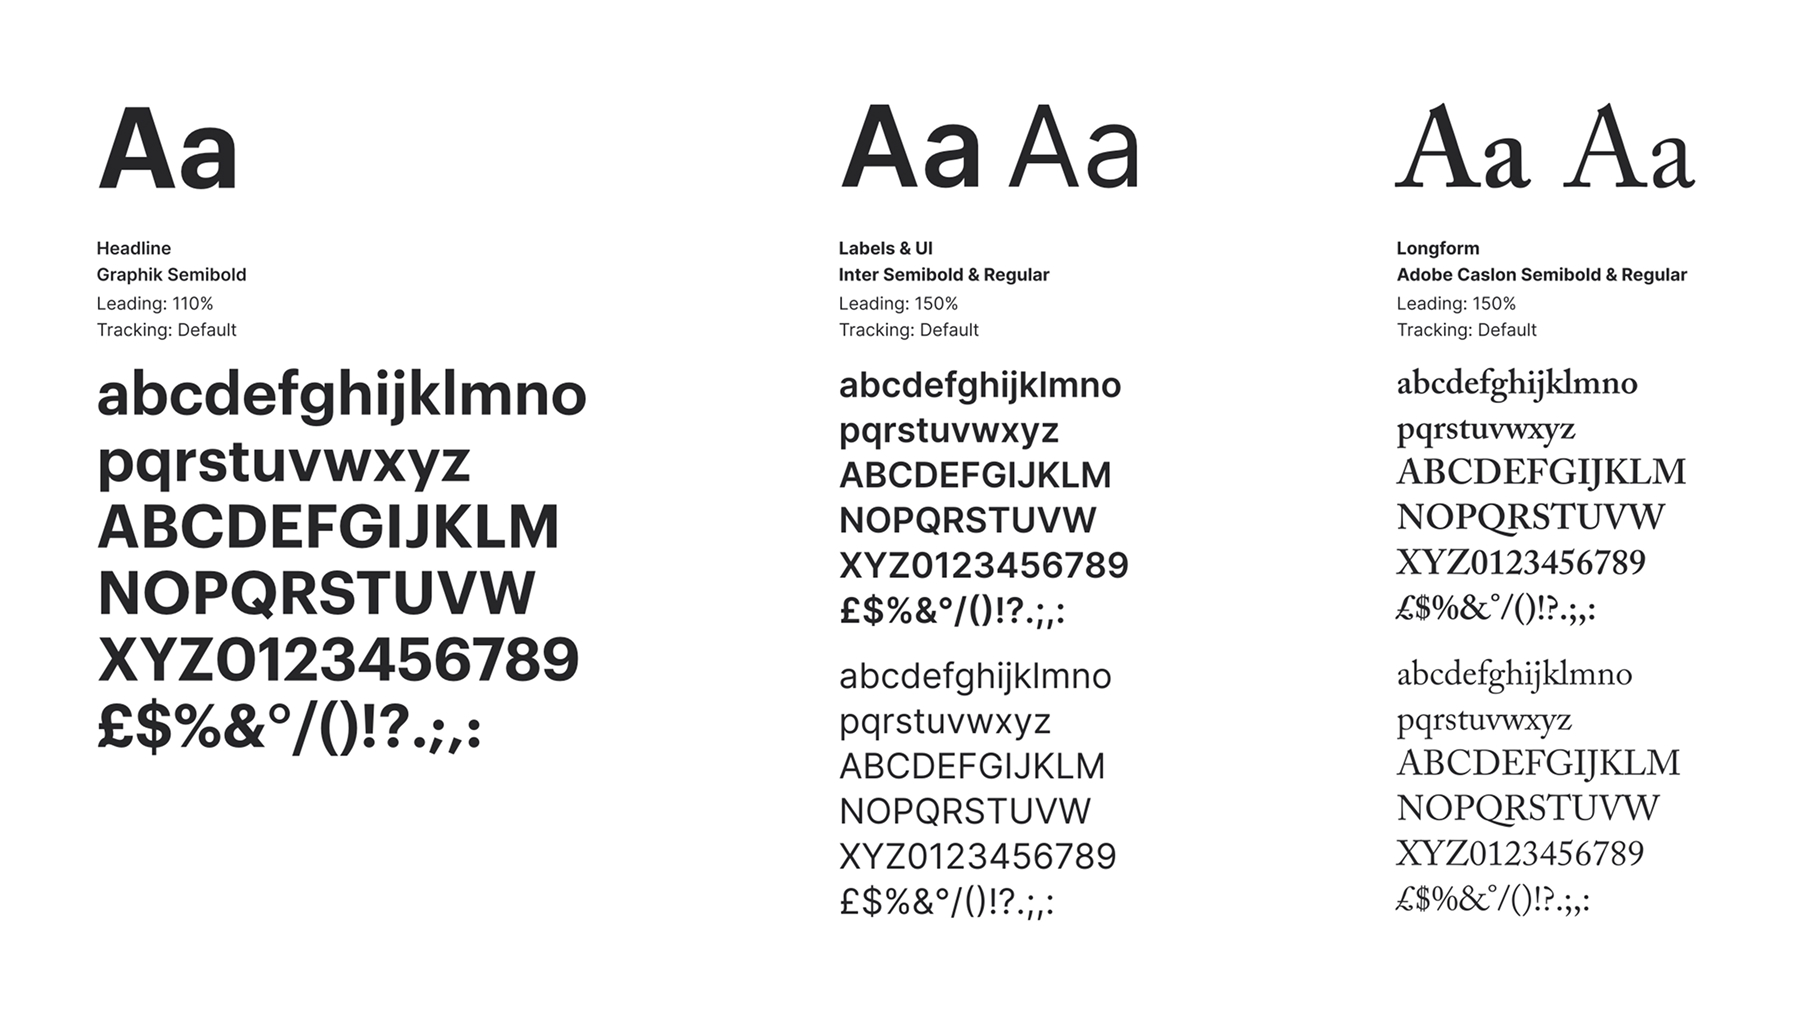 Aa
Headline
Graphik Semibold
Leading: 110%
Tracking: Default
abcdefghijklmno
pqrstuvwxyz
ABCDEFGIJKLM
NOPQRSTUVW
XYZ0123456789
£$%&°/()!?.;,:
Aa Aa
Labels & UI
Inter Semibold & Regular
Leading: 150%
Tracking: Default
abcdefghijklmno
pqrstuvwxyz
ABCDEFGIJKLM
NOPQRSTUVW
XYZ0123456789
£$%&°/()!?.;,:
abcdefghijklmno
pqrstuvwxyz
ABCDEFGIJKLM
NOPQRSTUVW
XYZ0123456789
£$%&°/()!?.;,:
Aa Aa
Longform
Adobe Caslon Semibold & Regular
Leading: 150%
Tracking: Default
abcdefghijklmno
pqrstuvwxyz
ABCDEFGIJKLM
NOPQRSTUVW
XYZ0123456789
£$%&°/()!?.;,:
abcdefghijklmno
pqrstuvwxyz
ABCDEFGIJKLM
NOPQRSTUVW
XYZ0123456789
£$%&°/()!?.;,: